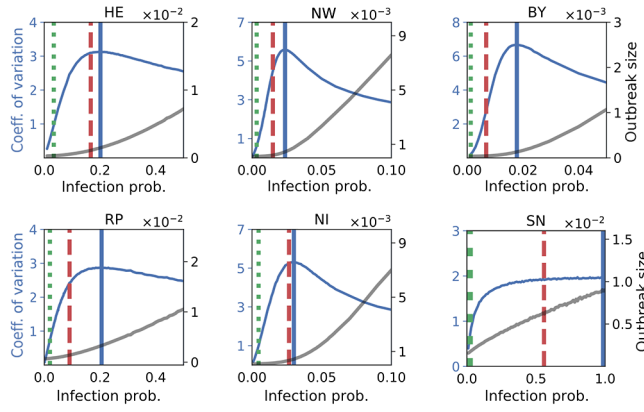 HE ×10⁻² NW ×10⁻³ BY
4 2 7 9 8 3
3 5 6 2
2 1 5 4
1 3 2 1
0 1 1 0
Coeff. of variation
Outbreak size
0.0 0.2 0.4 0.00 0.05 0.10 0.00 0.02 0.04
Infection prob. Infection prob. Infection prob.
RP ×10⁻² NI ×10⁻³ SN ×10⁻²
4 2 7 9 3 1.5
3 5 2 1.0
2 1 5 1 0.5
1 3 0
0 1 1
Coeff. of variation
Outbreak size
0.0 0.2 0.4 0.00 0.05 0.10 0.0 0.5 1.0
Infection prob. Infection prob. Infection prob.